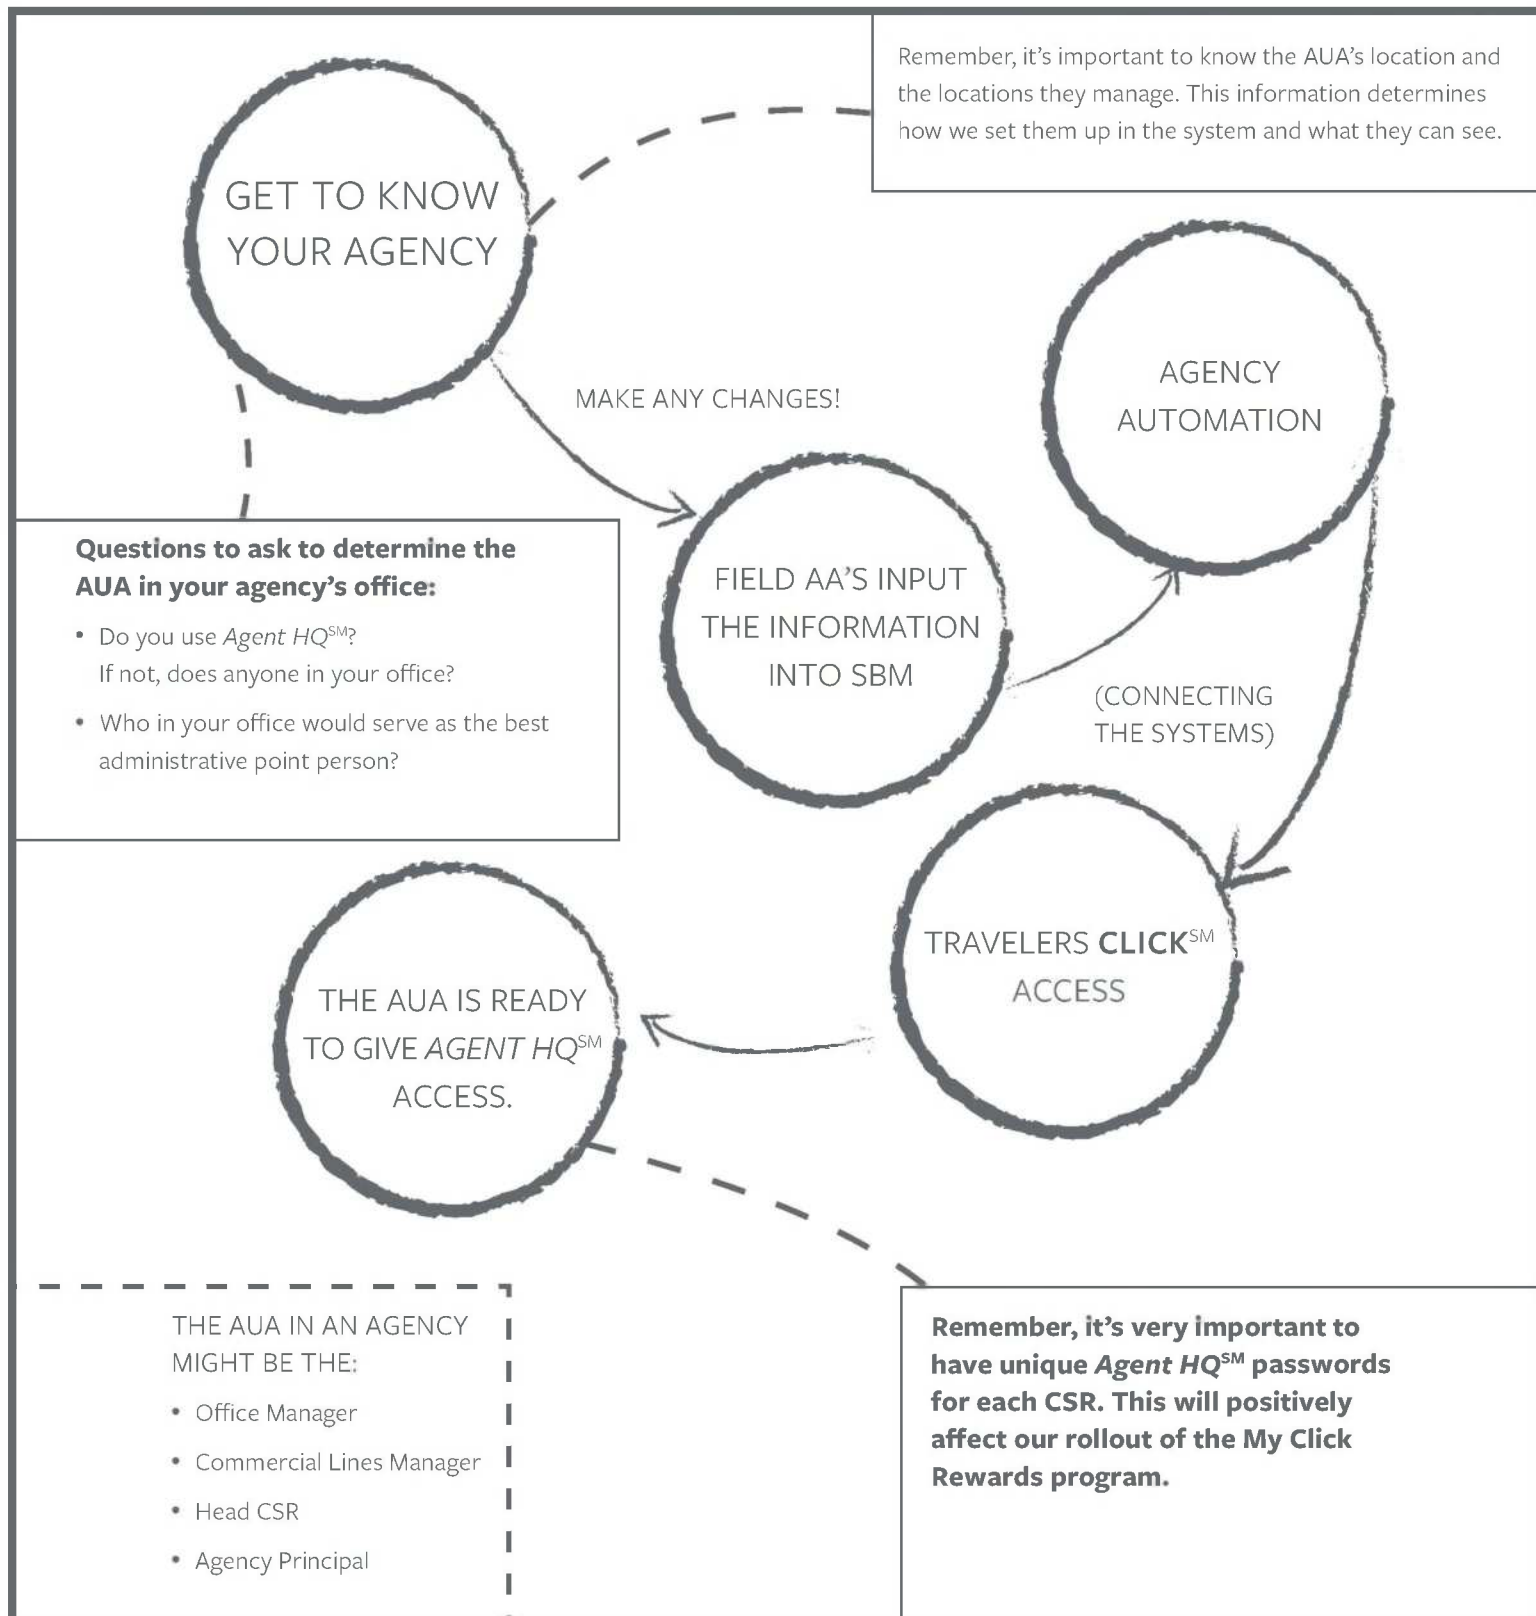 Remember, it’s important to know the AUA’s location and
the locations they manage. This information determines
how we set them up in the system and what they can see.
GET TO KNOW
YOUR AGENCY
MAKE ANY CHANGES!
AGENCY
AUTOMATION
Questions to ask to determine the
AUA in your agency’s office:
• Do you use Agent HQ℠?
If not, does anyone in your office?
• Who in your office would serve as the best
administrative point person?
FIELD AA’S INPUT
THE INFORMATION
INTO SBM
(CONNECTING
THE SYSTEMS)
TRAVELERS CLICK℠
ACCESS
THE AUA IS READY
TO GIVE AGENT HQ℠
ACCESS.
THE AUA IN AN AGENCY
MIGHT BE THE:
• Office Manager
• Commercial Lines Manager
• Head CSR
• Agency Principal
Remember, it’s very important to
have unique Agent HQ℠ passwords
for each CSR. This will positively
affect our rollout of the My Click
Rewards program.